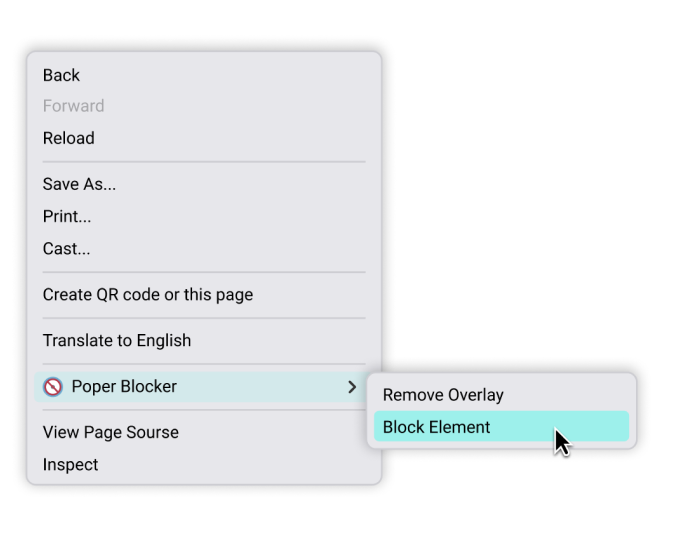 Back
Forward
Reload
Save As...
Print...
Cast...
Create QR code or this page
Translate to English
Poper Blocker
Remove Overlay
Block Element
View Page Sourse
Inspect